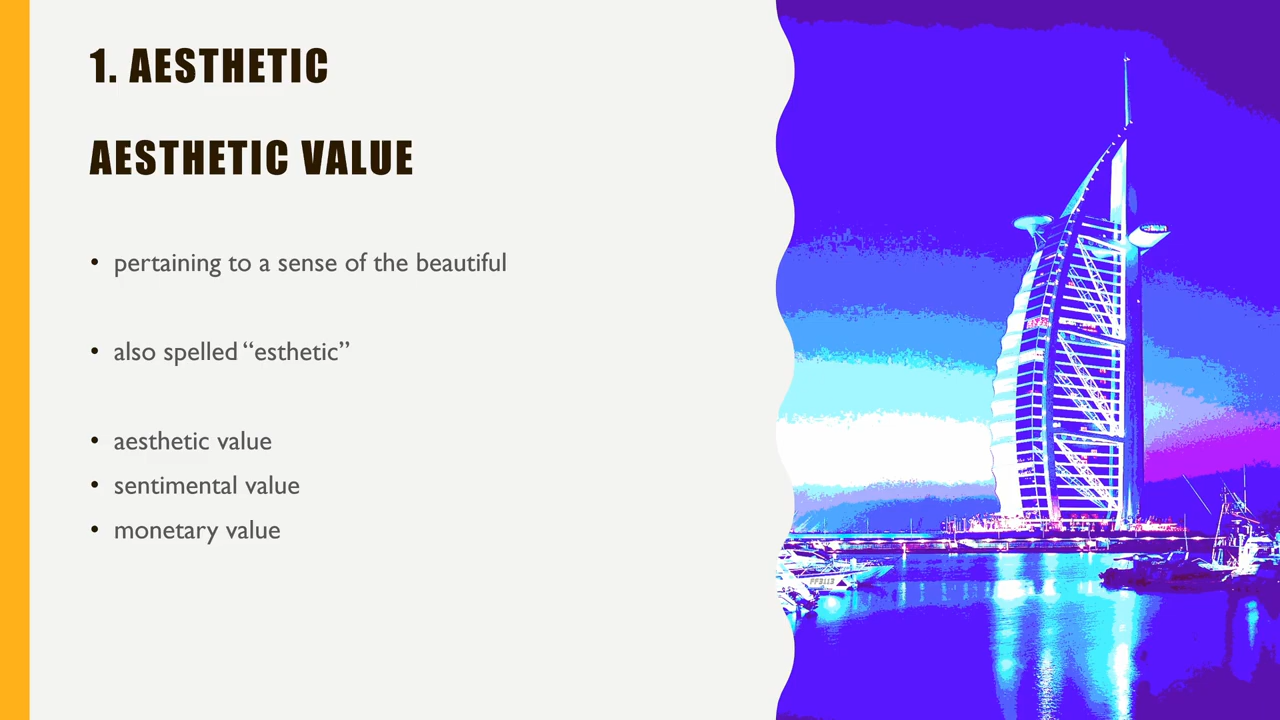 1. AESTHETIC
AESTHETIC VALUE
• pertaining to a sense of the beautiful
• also spelled “esthetic”
• aesthetic value
• sentimental value
• monetary value